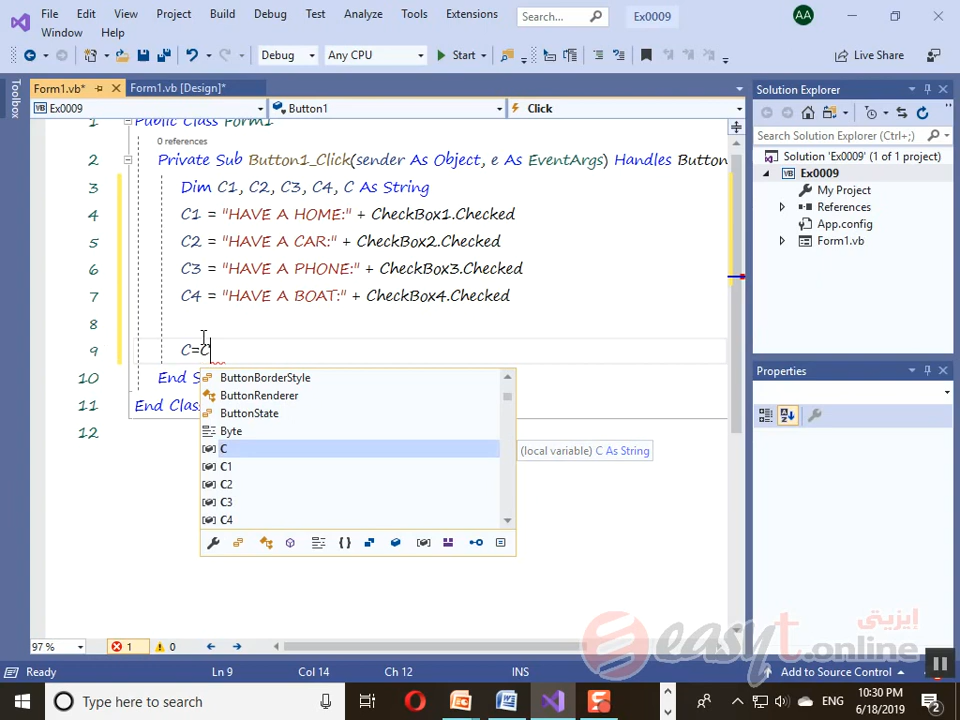 File Edit View Project Build Debug Test Analyze Tools Extensions Search... Ex0009 AA
Window Help
Debug Any CPU Start Live Share
Toolbox
Form1.vb* Form1.vb [Design]*
Ex0009 Button1 Click
1 Public Class Form1
0 references
2 Private Sub Button1_Click(sender As Object, e As EventArgs) Handles Button
3 Dim C1, C2, C3, C4, C As String
4 C1 = "HAVE A HOME:" + CheckBox1.Checked
5 C2 = "HAVE A CAR:" + CheckBox2.Checked
6 C3 = "HAVE A PHONE:" + CheckBox3.Checked
7 C4 = "HAVE A BOAT:" + CheckBox4.Checked
8
9 C=C
10 End S
11 End Class
12
ButtonBorderStyle
ButtonRenderer
ButtonState
Byte
C
C1
C2
C3
C4
(local variable) C As String
Solution Explorer
Search Solution Explorer (Ctrl+;)
Solution 'Ex0009' (1 of 1 project)
Ex0009
My Project
References
App.config
Form1.vb
Properties
97 % 1 0
Ready Ln 9 Col 14 Ch 12 INS Add to Source Control
إيزيتي
easyt.online
Type here to search
ENG 10:30 PM 6/18/2019 2